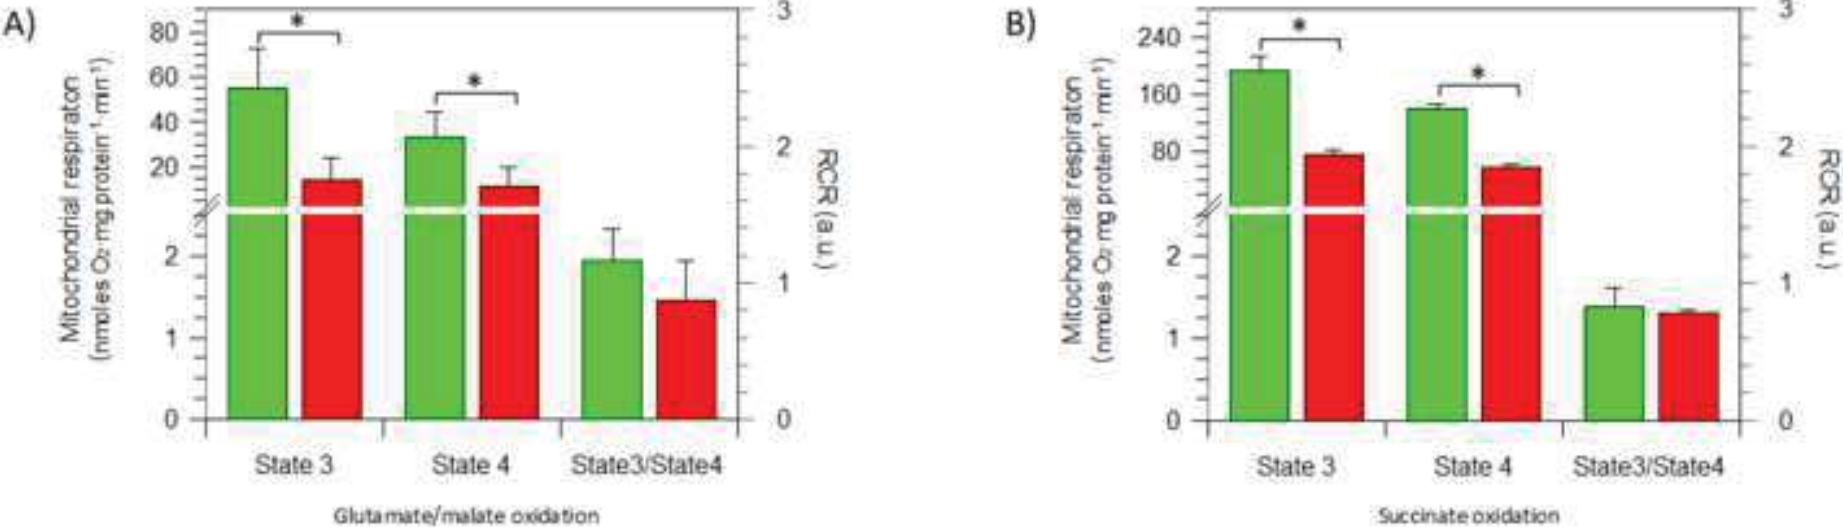 A)
Mitochondrial respiraton
(nmoles O₂ mg protein⁻¹ min⁻¹)
80
60
40
20
2
1
0
*
*
3
2
1
0
RCR (a.u.)
State 3
State 4
State3/State4
Glutamate/malate oxidation
B)
Mitochondrial respiraton
(nmoles O₂ mg protein⁻¹ min⁻¹)
240
160
80
2
1
0
*
*
3
2
1
0
RCR (a.u.)
State 3
State 4
State3/State4
Succinate oxidation